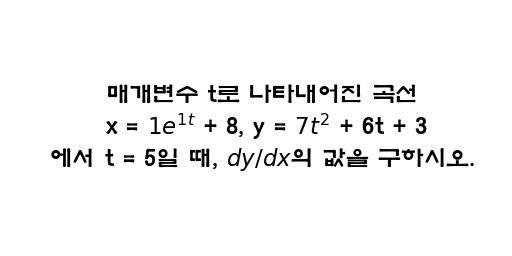 매개변수 t로 나타내어진 곡선
x = 1e^{1t} + 8, y = 7t^2 + 6t + 3
에서 t = 5일 때, dy/dx의 값을 구하시오.